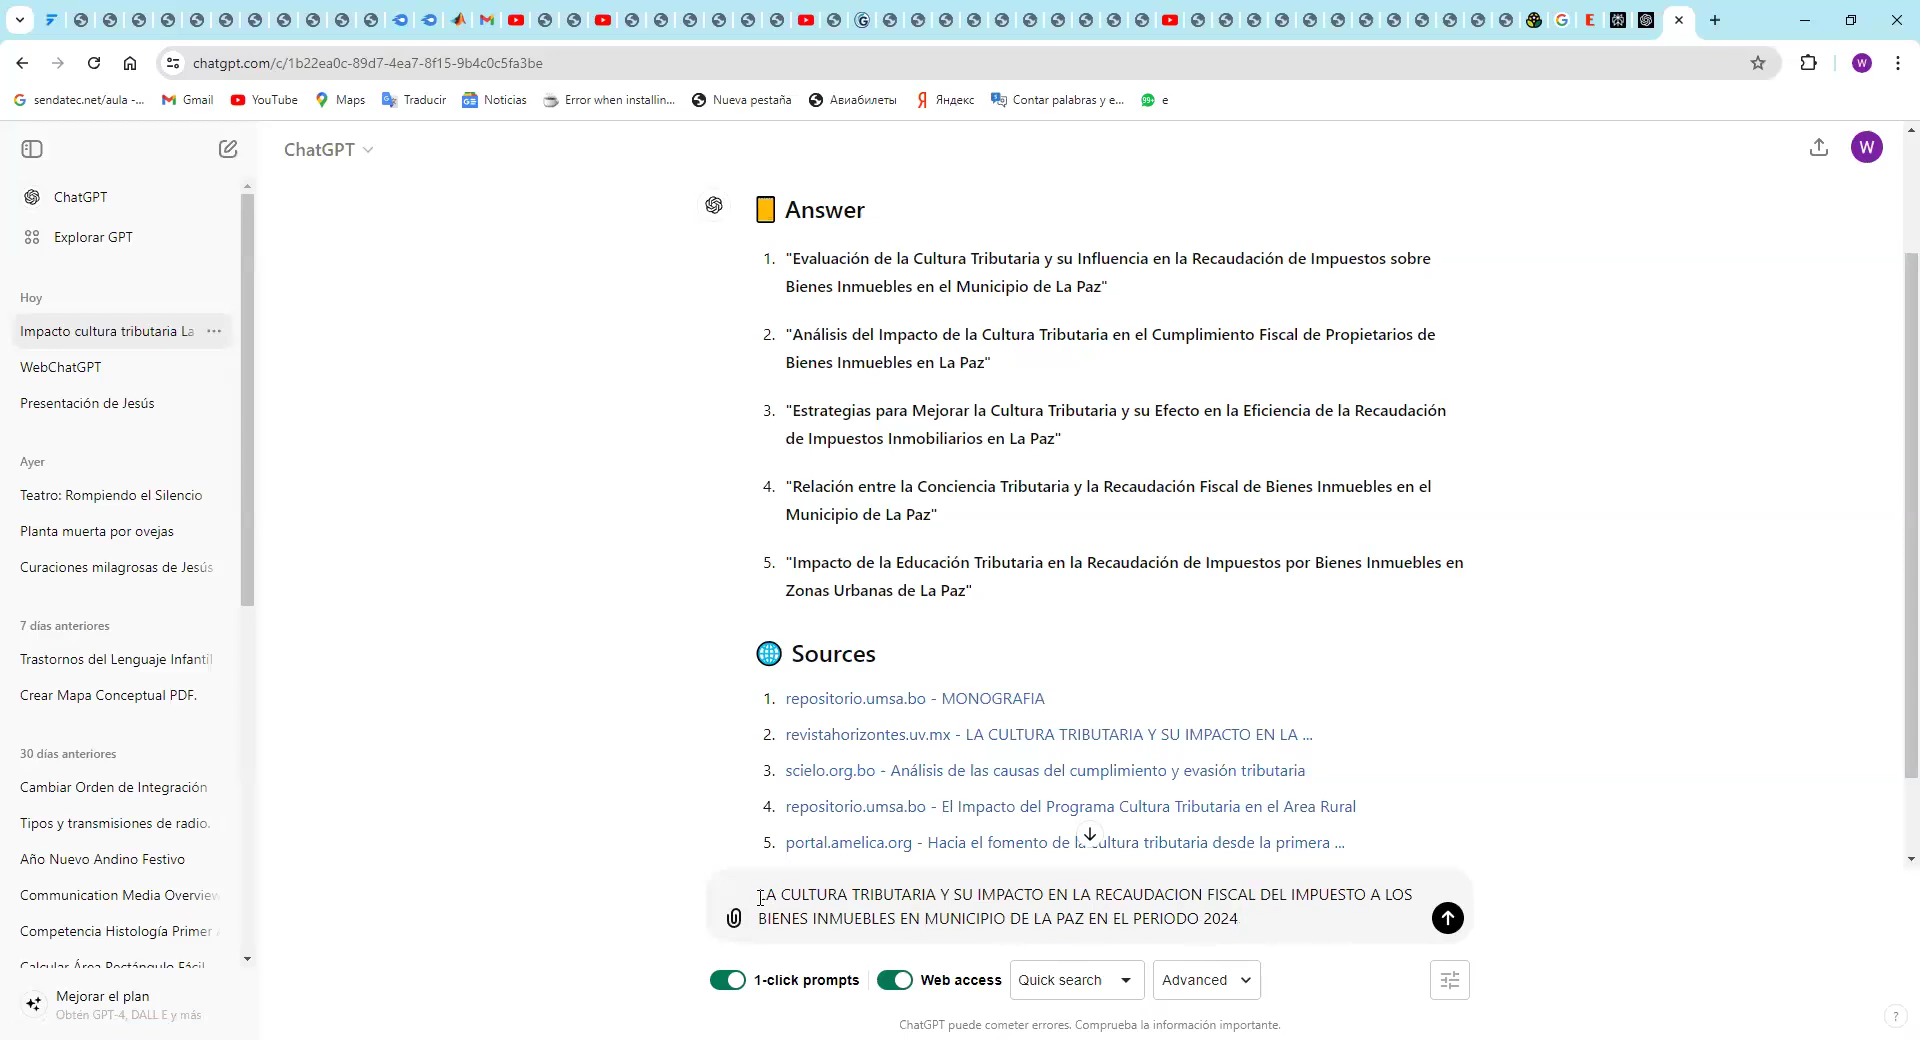 chatgpt.com/c/1b22ea0c-89d7-4ea7-8f15-9b4c0c5fa3be
W
sendatec.net/aula -...
Gmail
YouTube
Maps
Traducir
Noticias
Error when installin...
Nueva pestaña
Авиабилеты
Яндекс
Contar palabras y e...
99+
e
ChatGPT
W
ChatGPT
Explorar GPT
Hoy
Impacto cultura tributaria La
WebChatGPT
Presentación de Jesús
Ayer
Teatro: Rompiendo el Silencio
Planta muerta por ovejas
Curaciones milagrosas de Jesús
7 días anteriores
Trastornos del Lenguaje Infantil
Crear Mapa Conceptual PDF.
30 días anteriores
Cambiar Orden de Integración
Tipos y transmisiones de radio.
Año Nuevo Andino Festivo
Communication Media Overview
Competencia Histología Primer A
Calcular Área Rectángulo Fácil
Mejorar el plan
Obtén GPT-4, DALL E y más
Answer
1. "Evaluación de la Cultura Tributaria y su Influencia en la Recaudación de Impuestos sobre
Bienes Inmuebles en el Municipio de La Paz"
2. "Análisis del Impacto de la Cultura Tributaria en el Cumplimiento Fiscal de Propietarios de
Bienes Inmuebles en La Paz"
3. "Estrategias para Mejorar la Cultura Tributaria y su Efecto en la Eficiencia de la Recaudación
de Impuestos Inmobiliarios en La Paz"
4. "Relación entre la Conciencia Tributaria y la Recaudación Fiscal de Bienes Inmuebles en el
Municipio de La Paz"
5. "Impacto de la Educación Tributaria en la Recaudación de Impuestos por Bienes Inmuebles en
Zonas Urbanas de La Paz"
Sources
1. repositorio.umsa.bo - MONOGRAFIA
2. revistahorizontes.uv.mx - LA CULTURA TRIBUTARIA Y SU IMPACTO EN LA ...
3. scielo.org.bo - Análisis de las causas del cumplimiento y evasión tributaria
4. repositorio.umsa.bo - El Impacto del Programa Cultura Tributaria en el Area Rural
5. portal.amelica.org - Hacia el fomento de la cultura tributaria desde la primera ...
LA CULTURA TRIBUTARIA Y SU IMPACTO EN LA RECAUDACION FISCAL DEL IMPUESTO A LOS
BIENES INMUEBLES EN MUNICIPIO DE LA PAZ EN EL PERIODO 2024
1-click prompts
Web access
Quick search
Advanced
ChatGPT puede cometer errores. Comprueba la información importante.
?